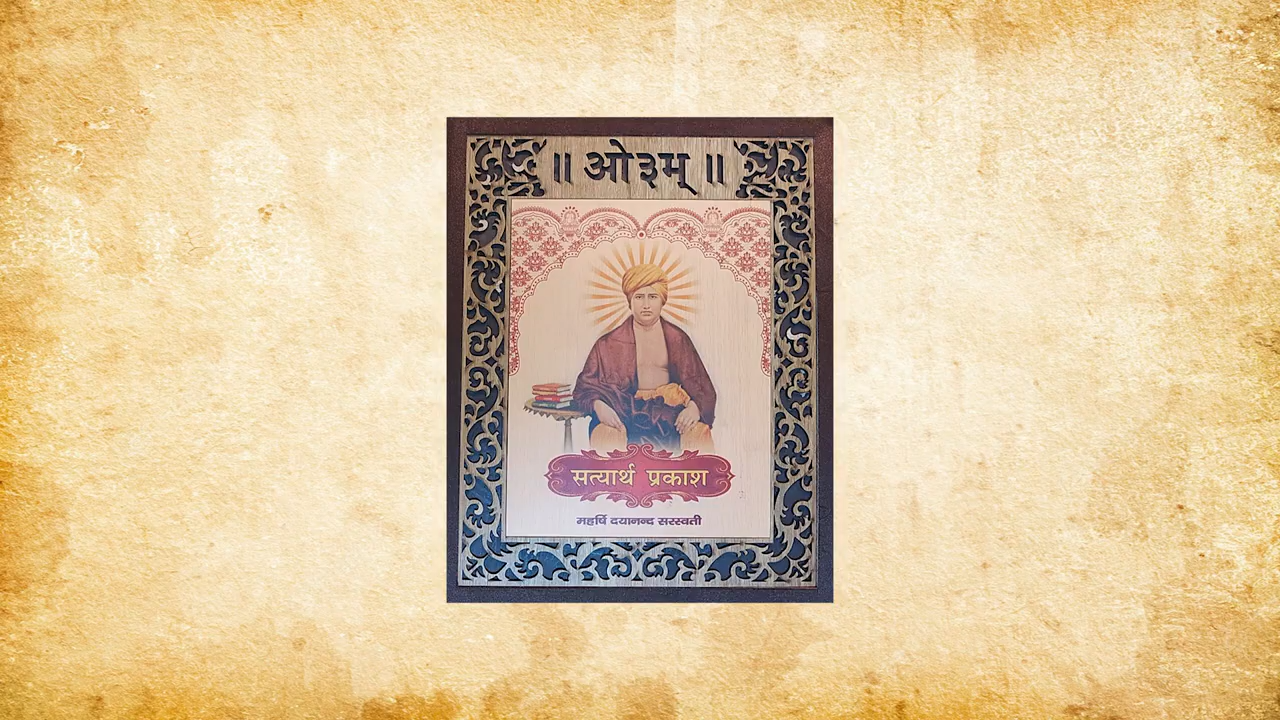 ॥ ओ३म् ॥
सत्यार्थ प्रकाश
महर्षि दयानन्द सरस्वती